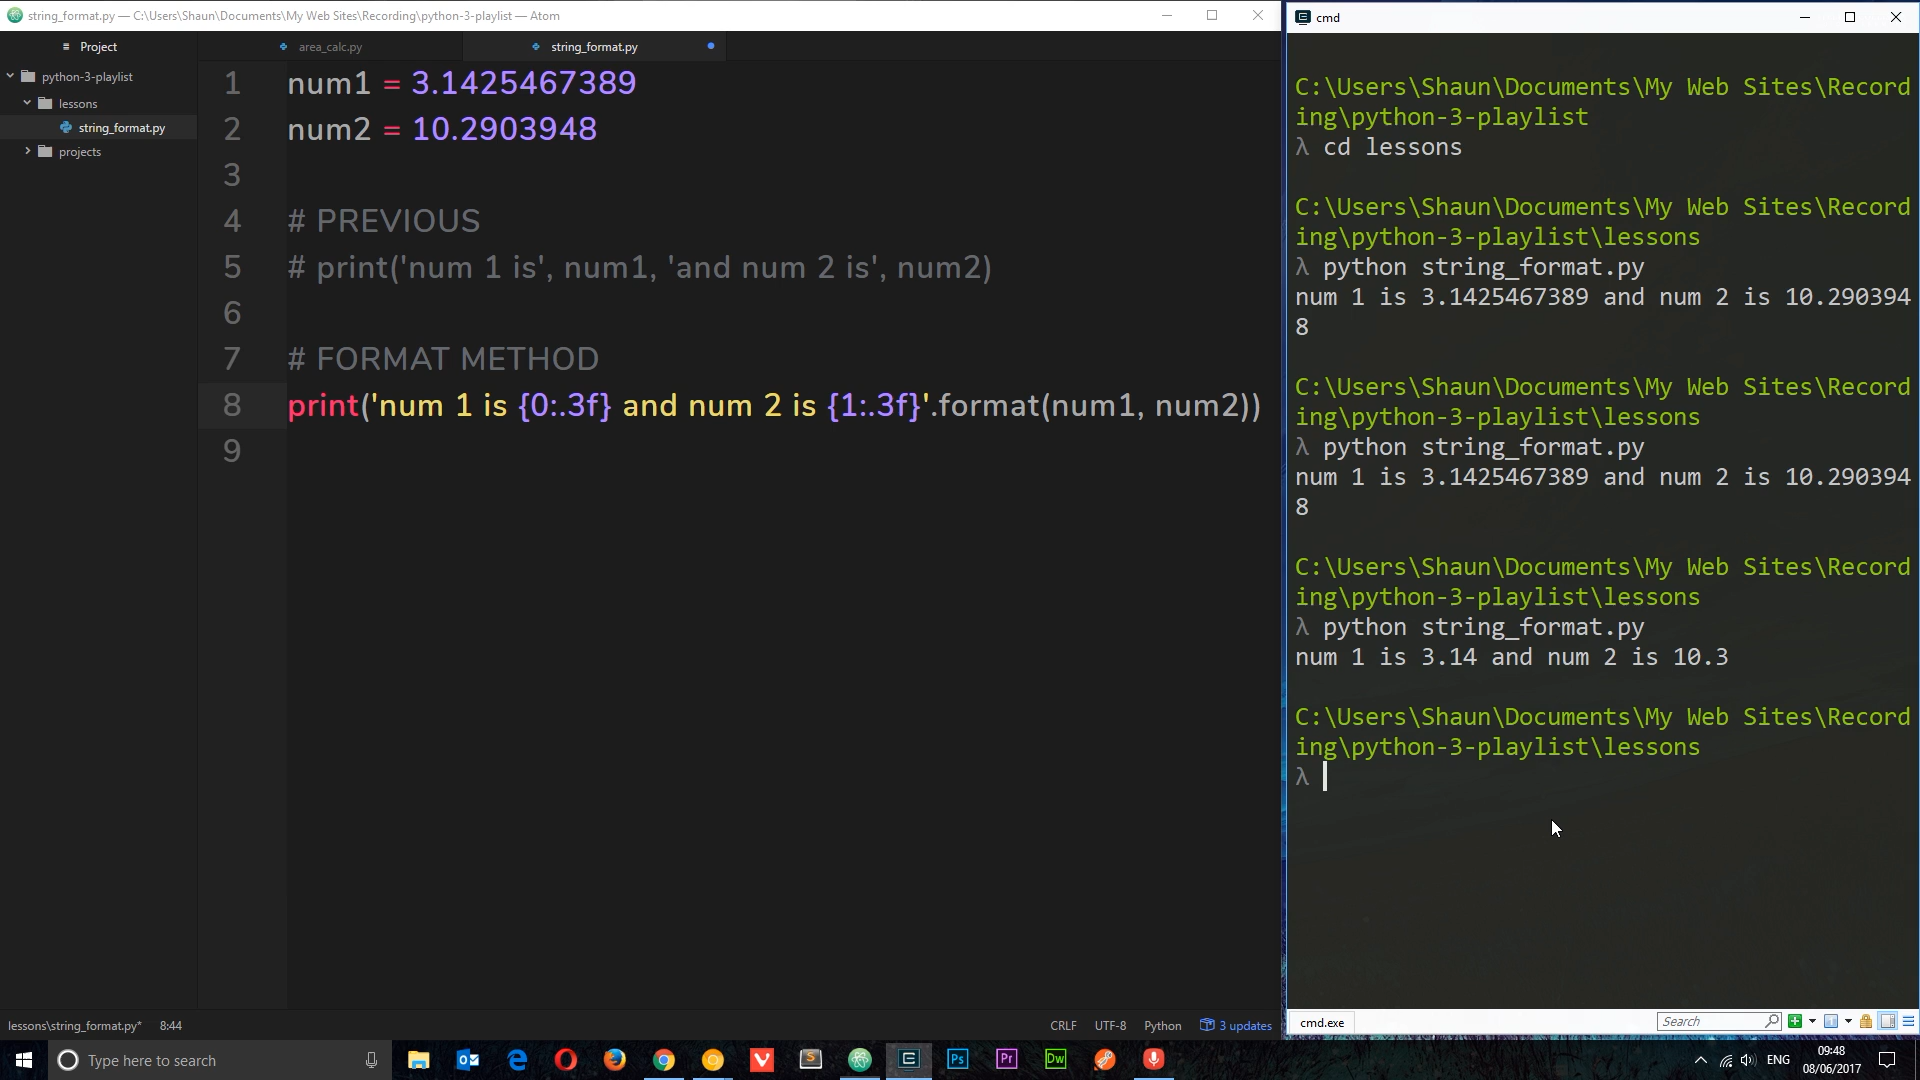 string_format.py — C:\Users\Shaun\Documents\My Web Sites\Recording\python-3-playlist — Atom
Project
python-3-playlist
lessons
string_format.py
projects
area_calc.py
string_format.py
1 num1 = 3.1425467389
2 num2 = 10.2903948
3
4 # PREVIOUS
5 # print('num 1 is', num1, 'and num 2 is', num2)
6
7 # FORMAT METHOD
8 print('num 1 is {0:.3f} and num 2 is {1:.3f}'.format(num1, num2))
9
lessons\string_format.py*
8:44
CRLF
UTF-8
Python
3 updates
cmd
C:\Users\Shaun\Documents\My Web Sites\Record
ing\python-3-playlist
λ cd lessons
C:\Users\Shaun\Documents\My Web Sites\Record
ing\python-3-playlist\lessons
λ python string_format.py
num 1 is 3.1425467389 and num 2 is 10.290394
8
C:\Users\Shaun\Documents\My Web Sites\Record
ing\python-3-playlist\lessons
λ python string_format.py
num 1 is 3.1425467389 and num 2 is 10.290394
8
C:\Users\Shaun\Documents\My Web Sites\Record
ing\python-3-playlist\lessons
λ python string_format.py
num 1 is 3.14 and num 2 is 10.3
C:\Users\Shaun\Documents\My Web Sites\Record
ing\python-3-playlist\lessons
λ
cmd.exe
Search
Type here to search
Ps
Pr
Dw
ENG
09:48
08/06/2017